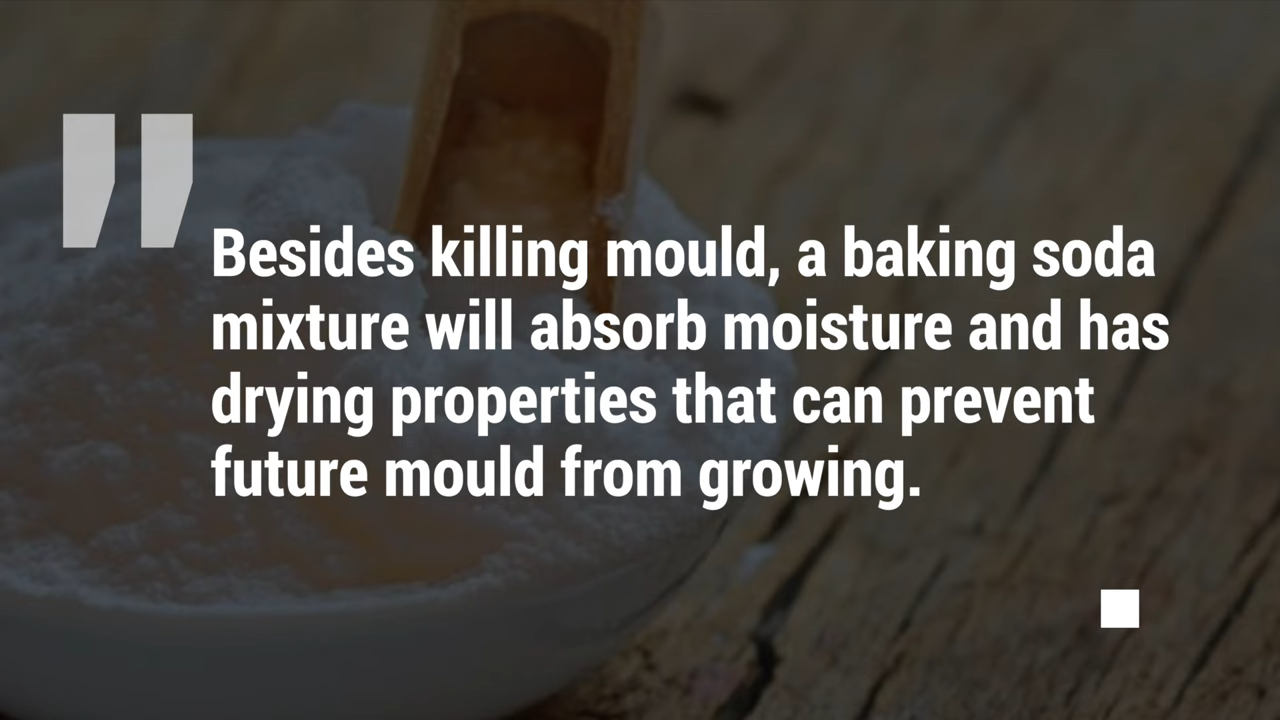 "
Besides killing mould, a baking soda
mixture will absorb moisture and has
drying properties that can prevent
future mould from growing.